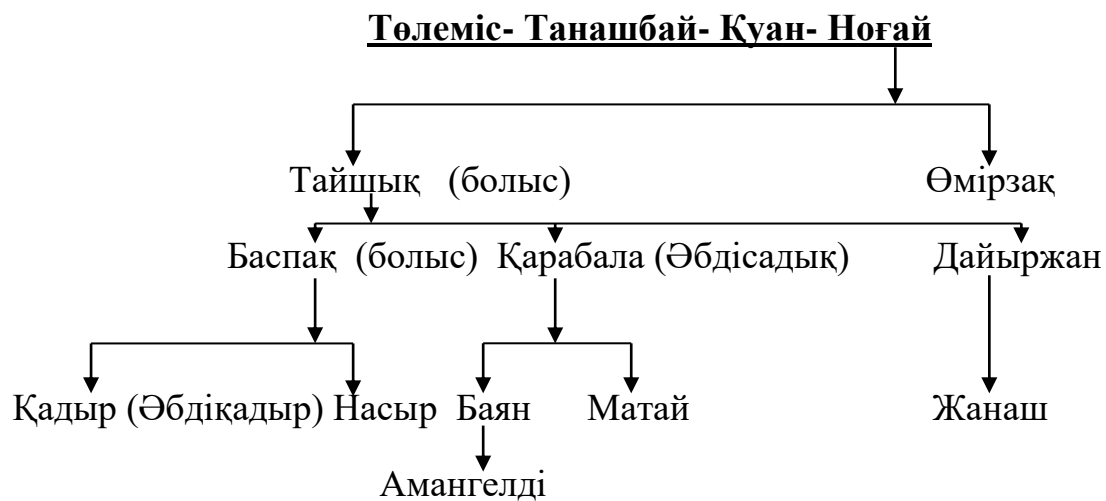 Төлеміс- Танашбай- Қуан- Ноғай
Тайшық (болыс) Өмірзақ
Баспақ (болыс) Қарабала (Әбдісадық) Дайыржан
Қадыр (Әбдіқадыр) Насыр Баян Матай Жанаш
Амангелді